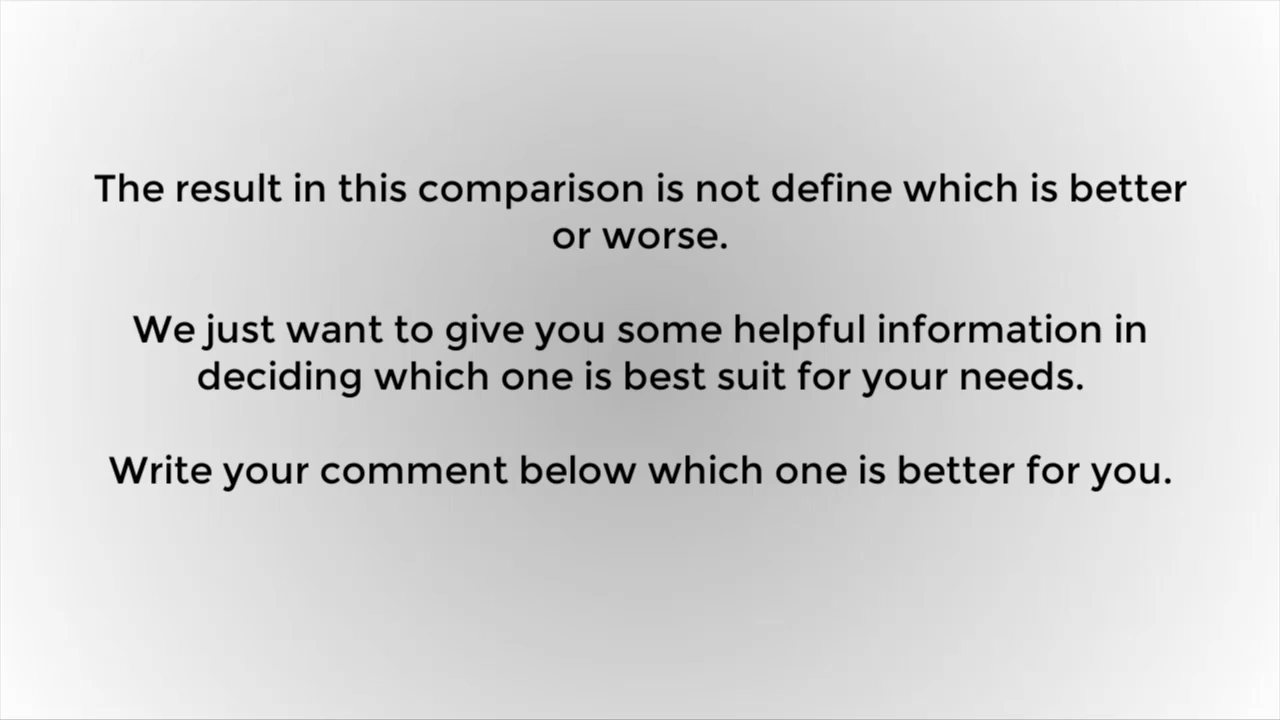 The result in this comparison is not define which is better
or worse.
We just want to give you some helpful information in
deciding which one is best suit for your needs.
Write your comment below which one is better for you.